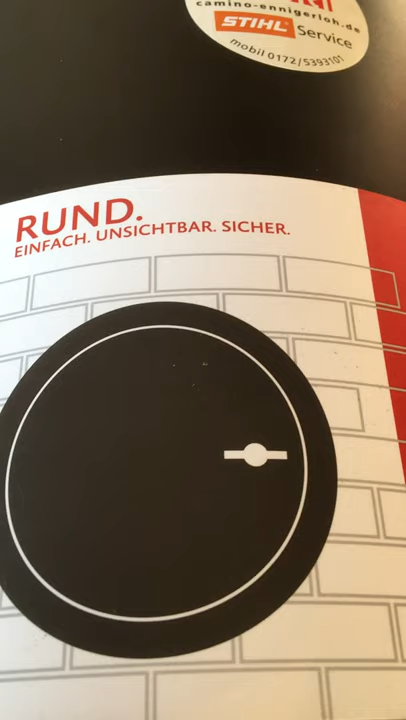 camino-ennigerloh.de
STIHL Service
mobil 0172/5393101
RUND.
EINFACH. UNSICHTBAR. SICHER.